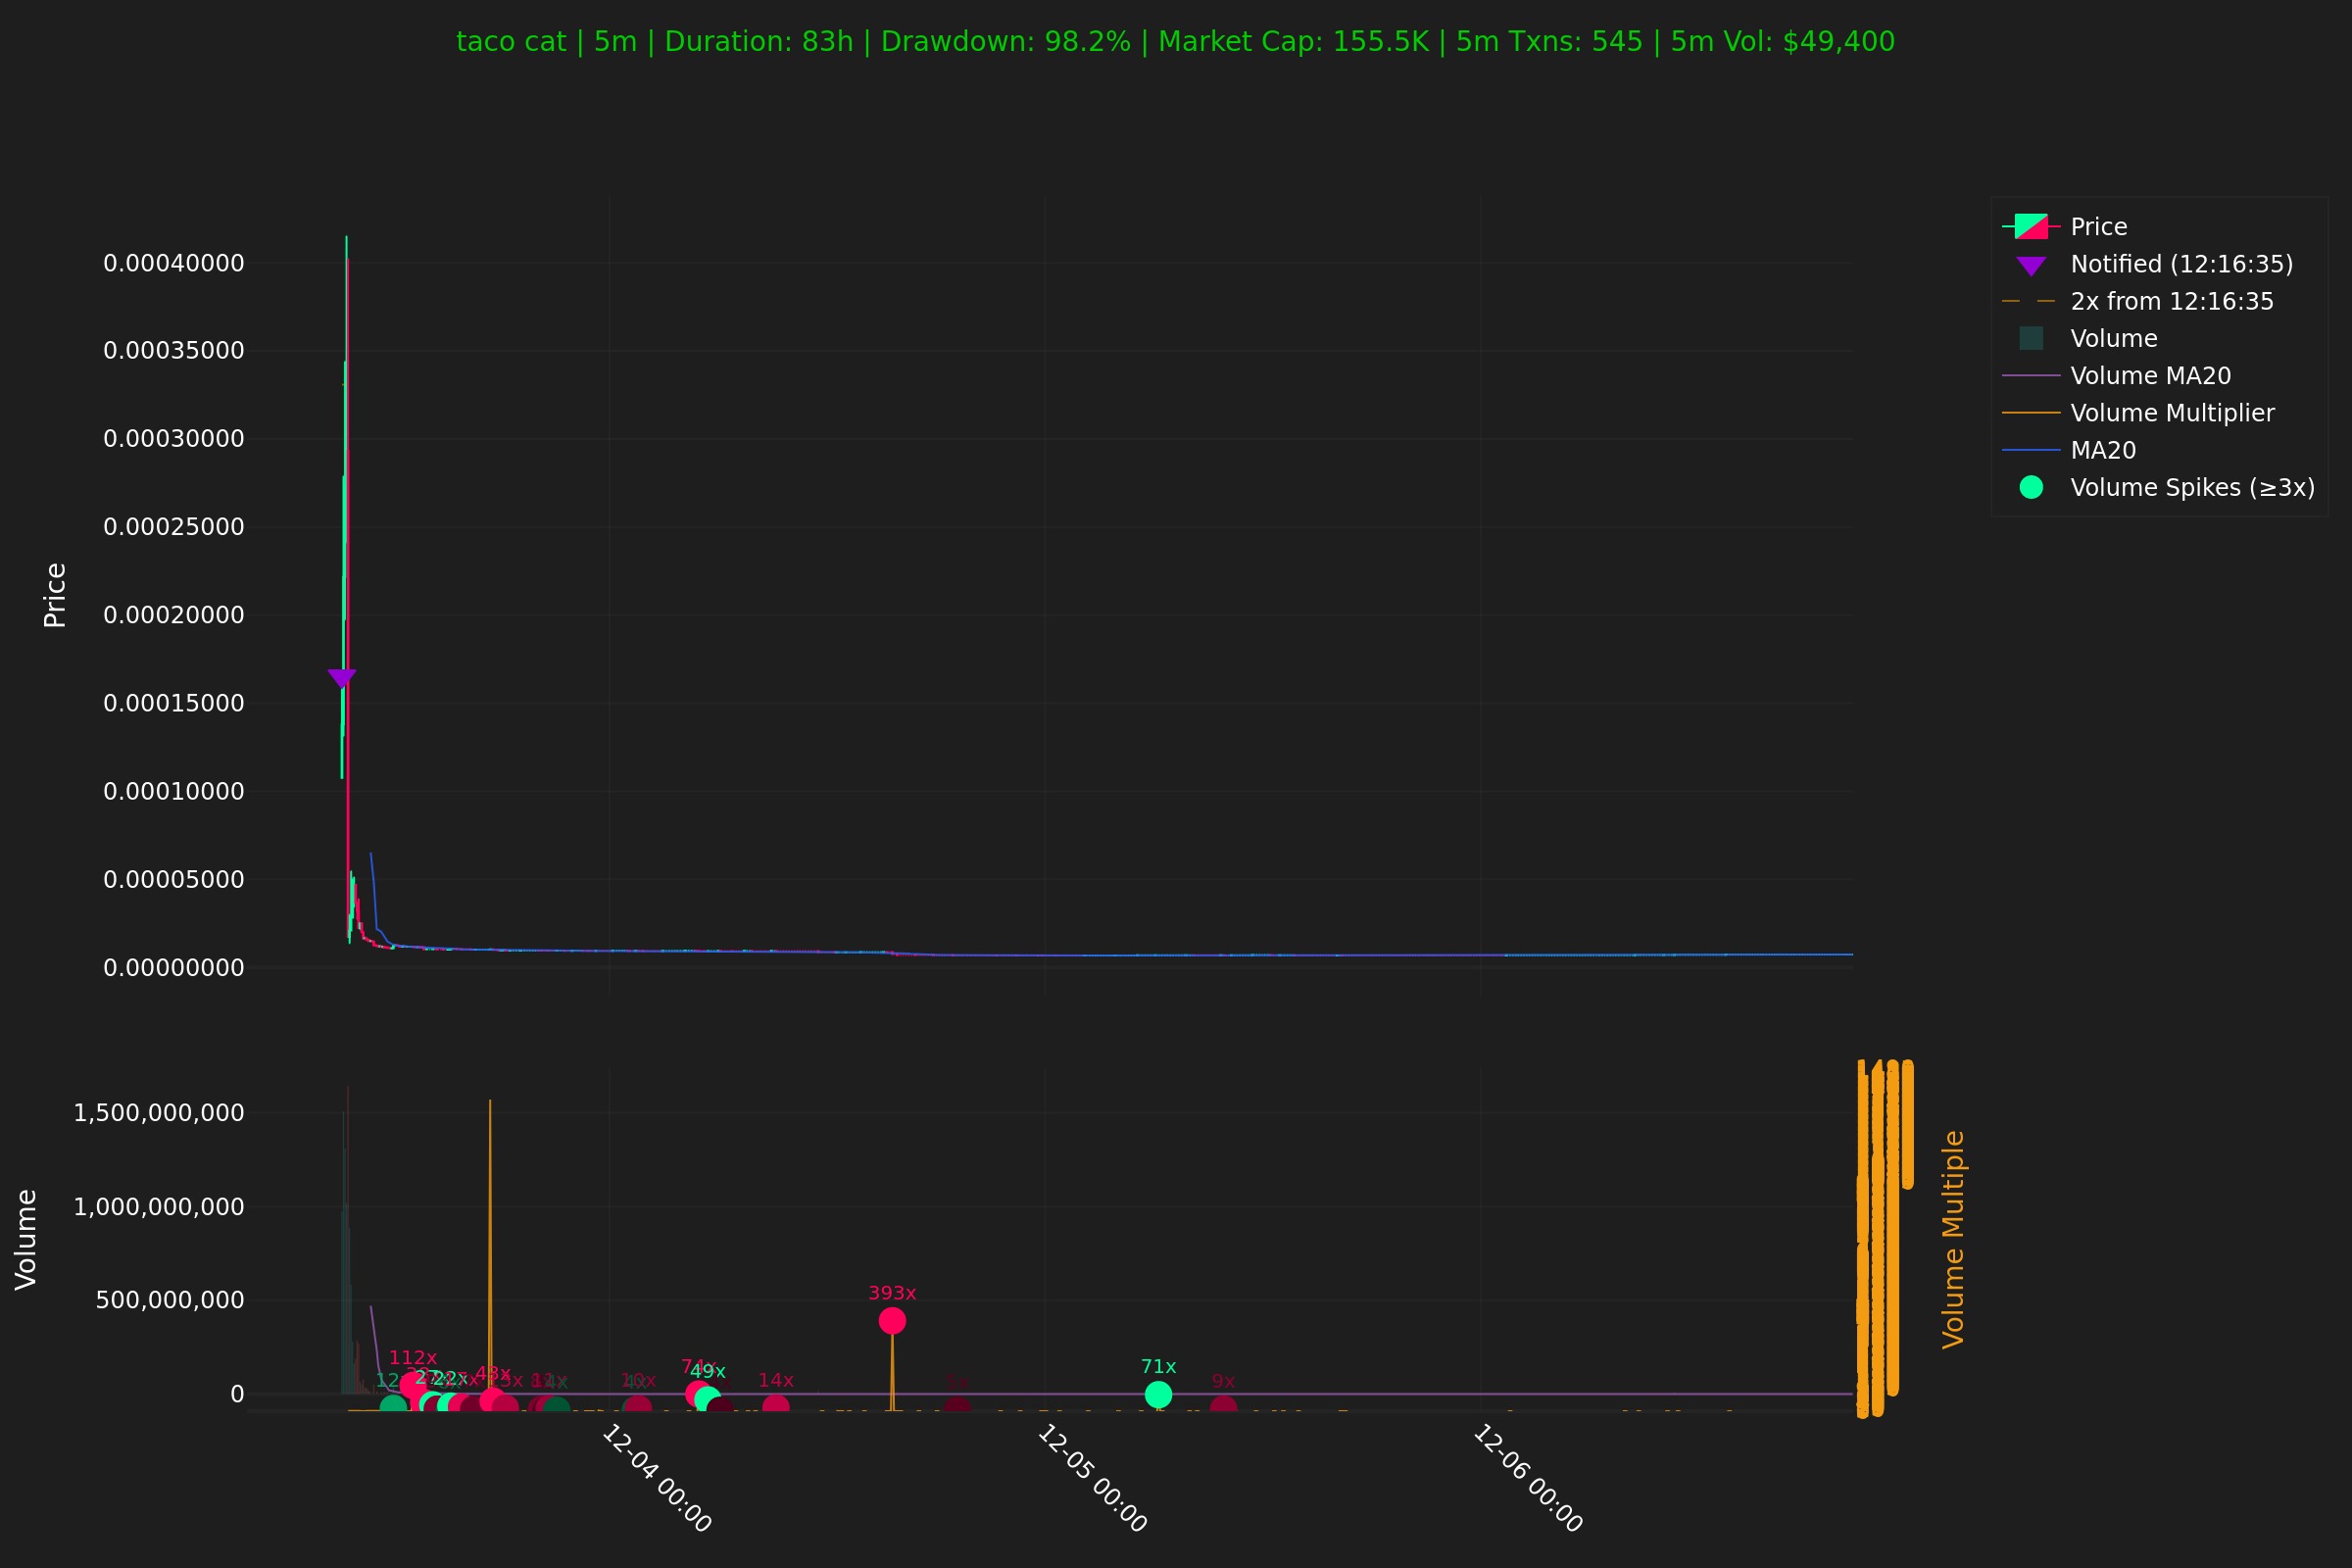 taco cat | 5m | Duration: 83h | Drawdown: 98.2% | Market Cap: 155.5K | 5m Txns: 545 | 5m Vol: $49,400
Price
Notified (12:16:35)
2x from 12:16:35
Volume
Volume MA20
Volume Multiplier
MA20
Volume Spikes (≥3x)
Price
0.00040000
0.00035000
0.00030000
0.00025000
0.00020000
0.00015000
0.00010000
0.00005000
0.00000000
Volume
1,500,000,000
1,000,000,000
500,000,000
0
112x
22x
48x
10x
49x
14x
393x
71x
9x
Volume Multiple
12-04 00:00
12-05 00:00
12-06 00:00